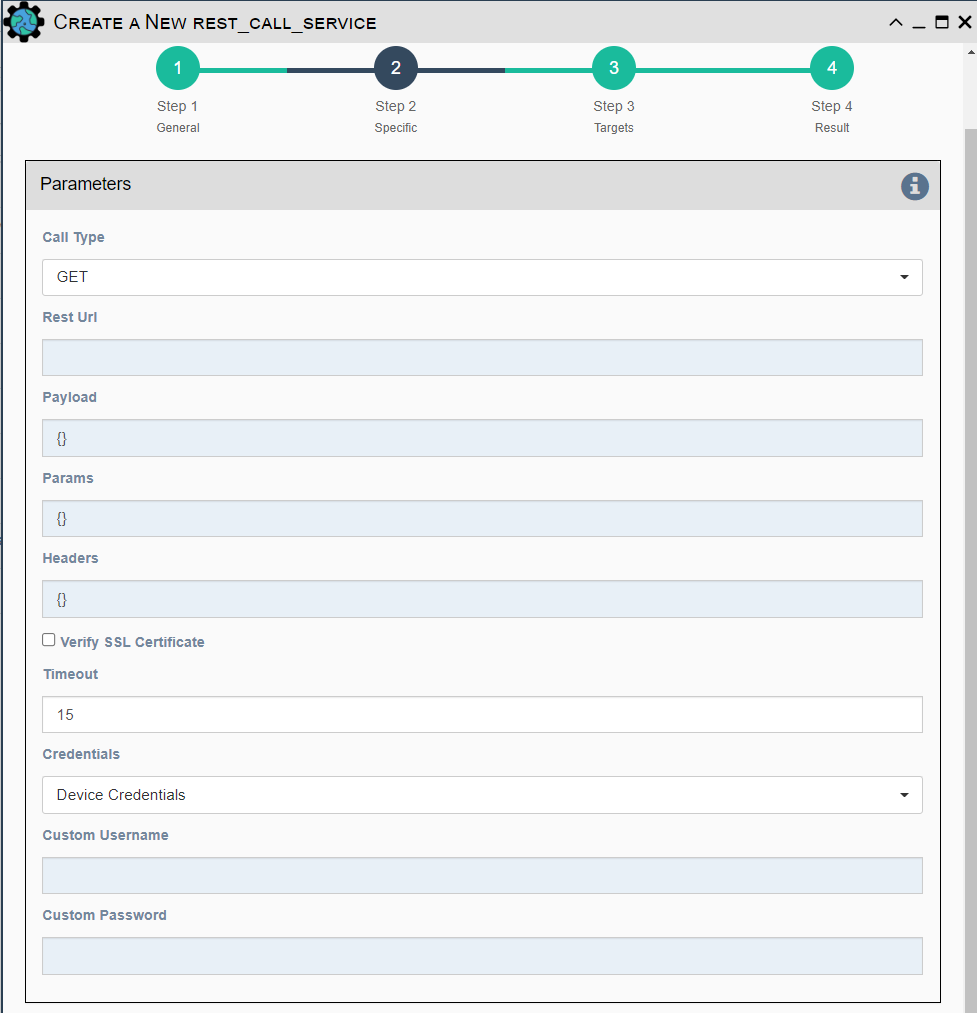 Create a New rest_call_service
1 2 3 4
Step 1 Step 2 Step 3 Step 4
General Specific Targets Result
Parameters
Call Type
GET
Rest Url
Payload
{}
Params
{}
Headers
{}
Verify SSL Certificate
Timeout
15
Credentials
Device Credentials
Custom Username
Custom Password